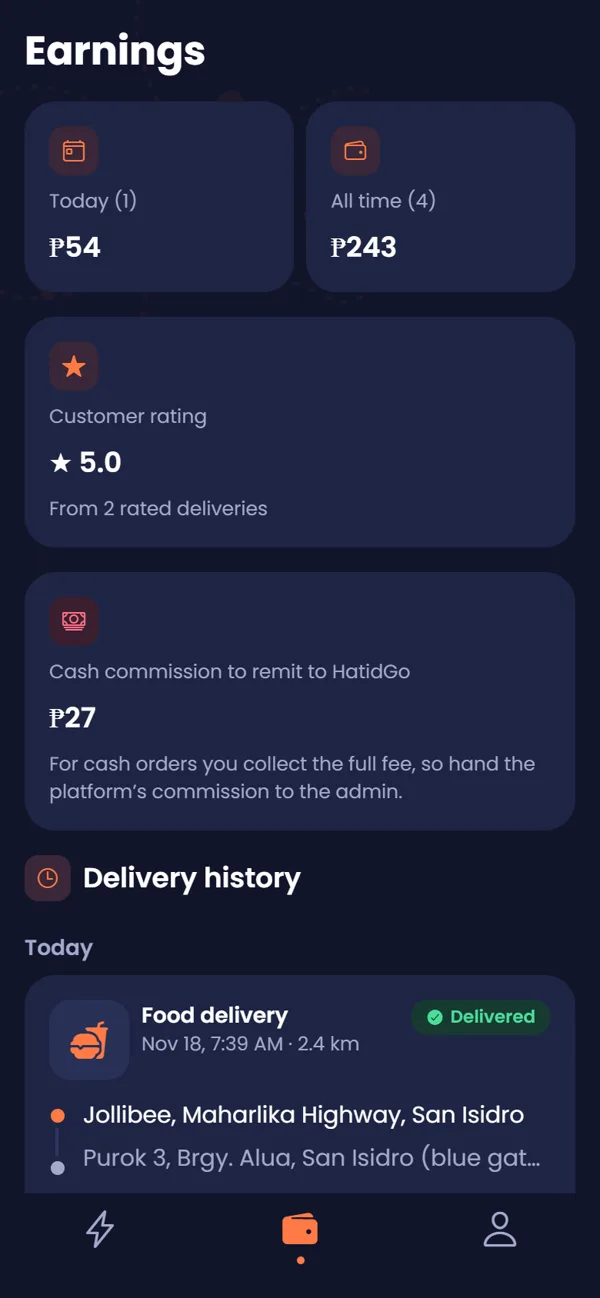 Earnings
Today (1)
₱54
All time (4)
₱243
Customer rating
★ 5.0
From 2 rated deliveries
Cash commission to remit to HatidGo
₱27
For cash orders you collect the full fee, so hand the
platform’s commission to the admin.
Delivery history
Today
Food delivery
Delivered
Nov 18, 7:39 AM · 2.4 km
Jollibee, Maharlika Highway, San Isidro
Purok 3, Brgy. Alua, San Isidro (blue gat...